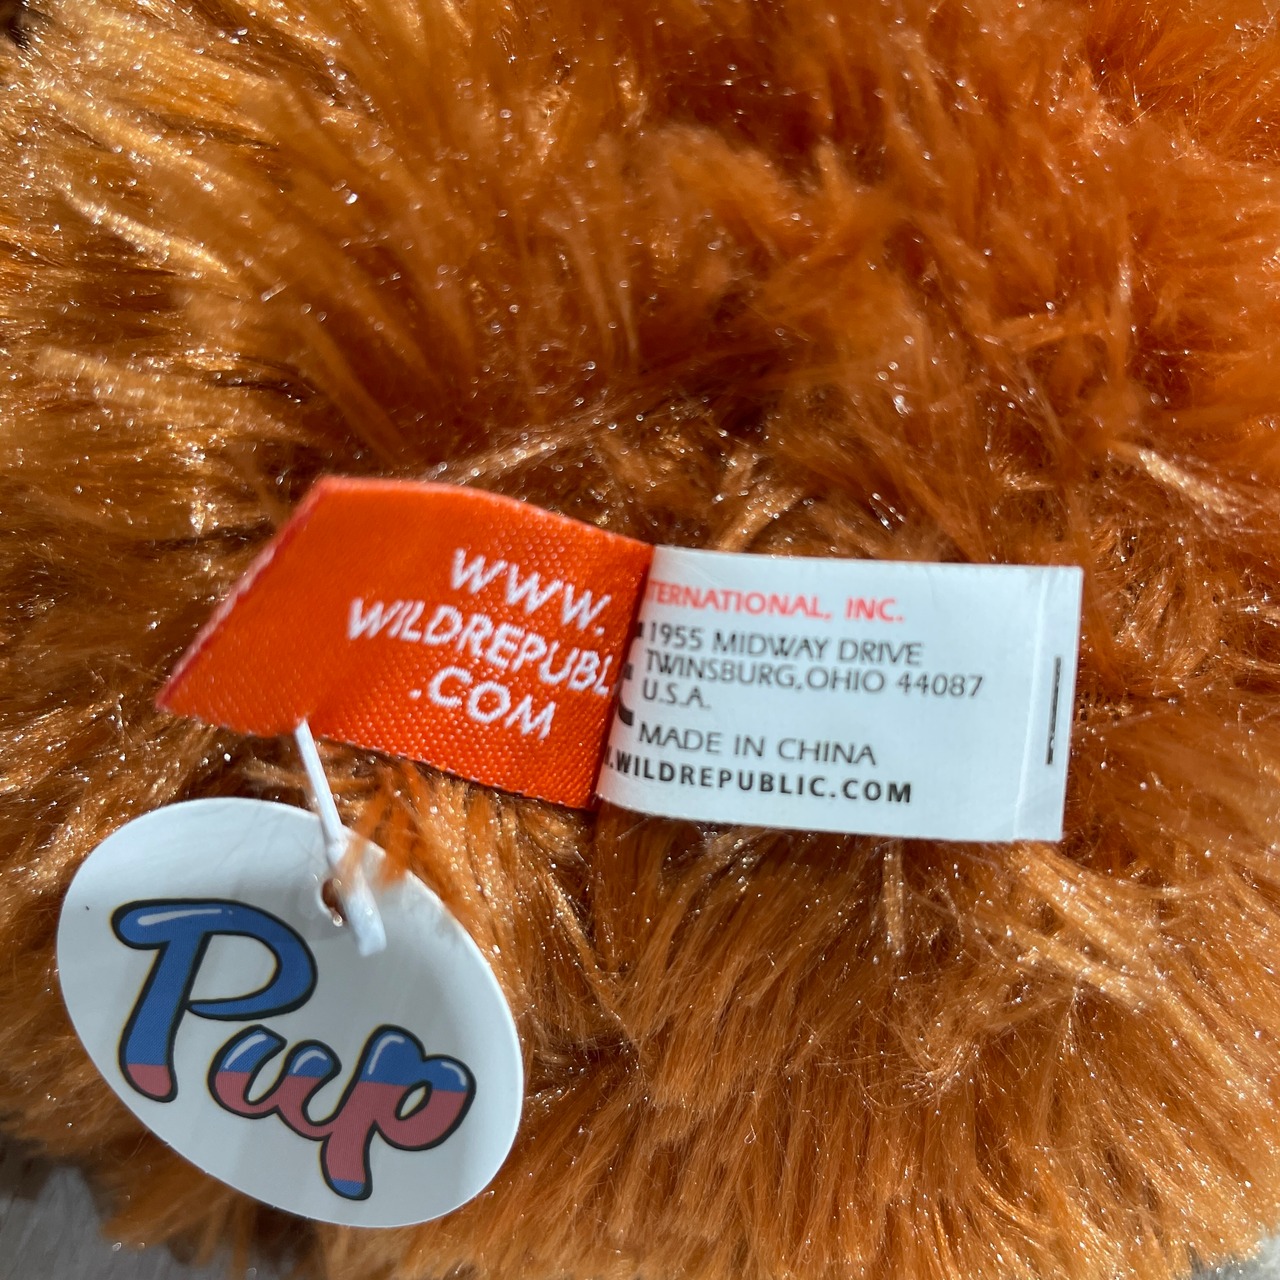 WWW.
WILDREPUBL
.COM
TERNATIONAL, INC.
1955 MIDWAY DRIVE
TWINSBURG,OHIO 44087
U.S.A.
MADE IN CHINA
.WILDREPUBLIC.COM
Pup